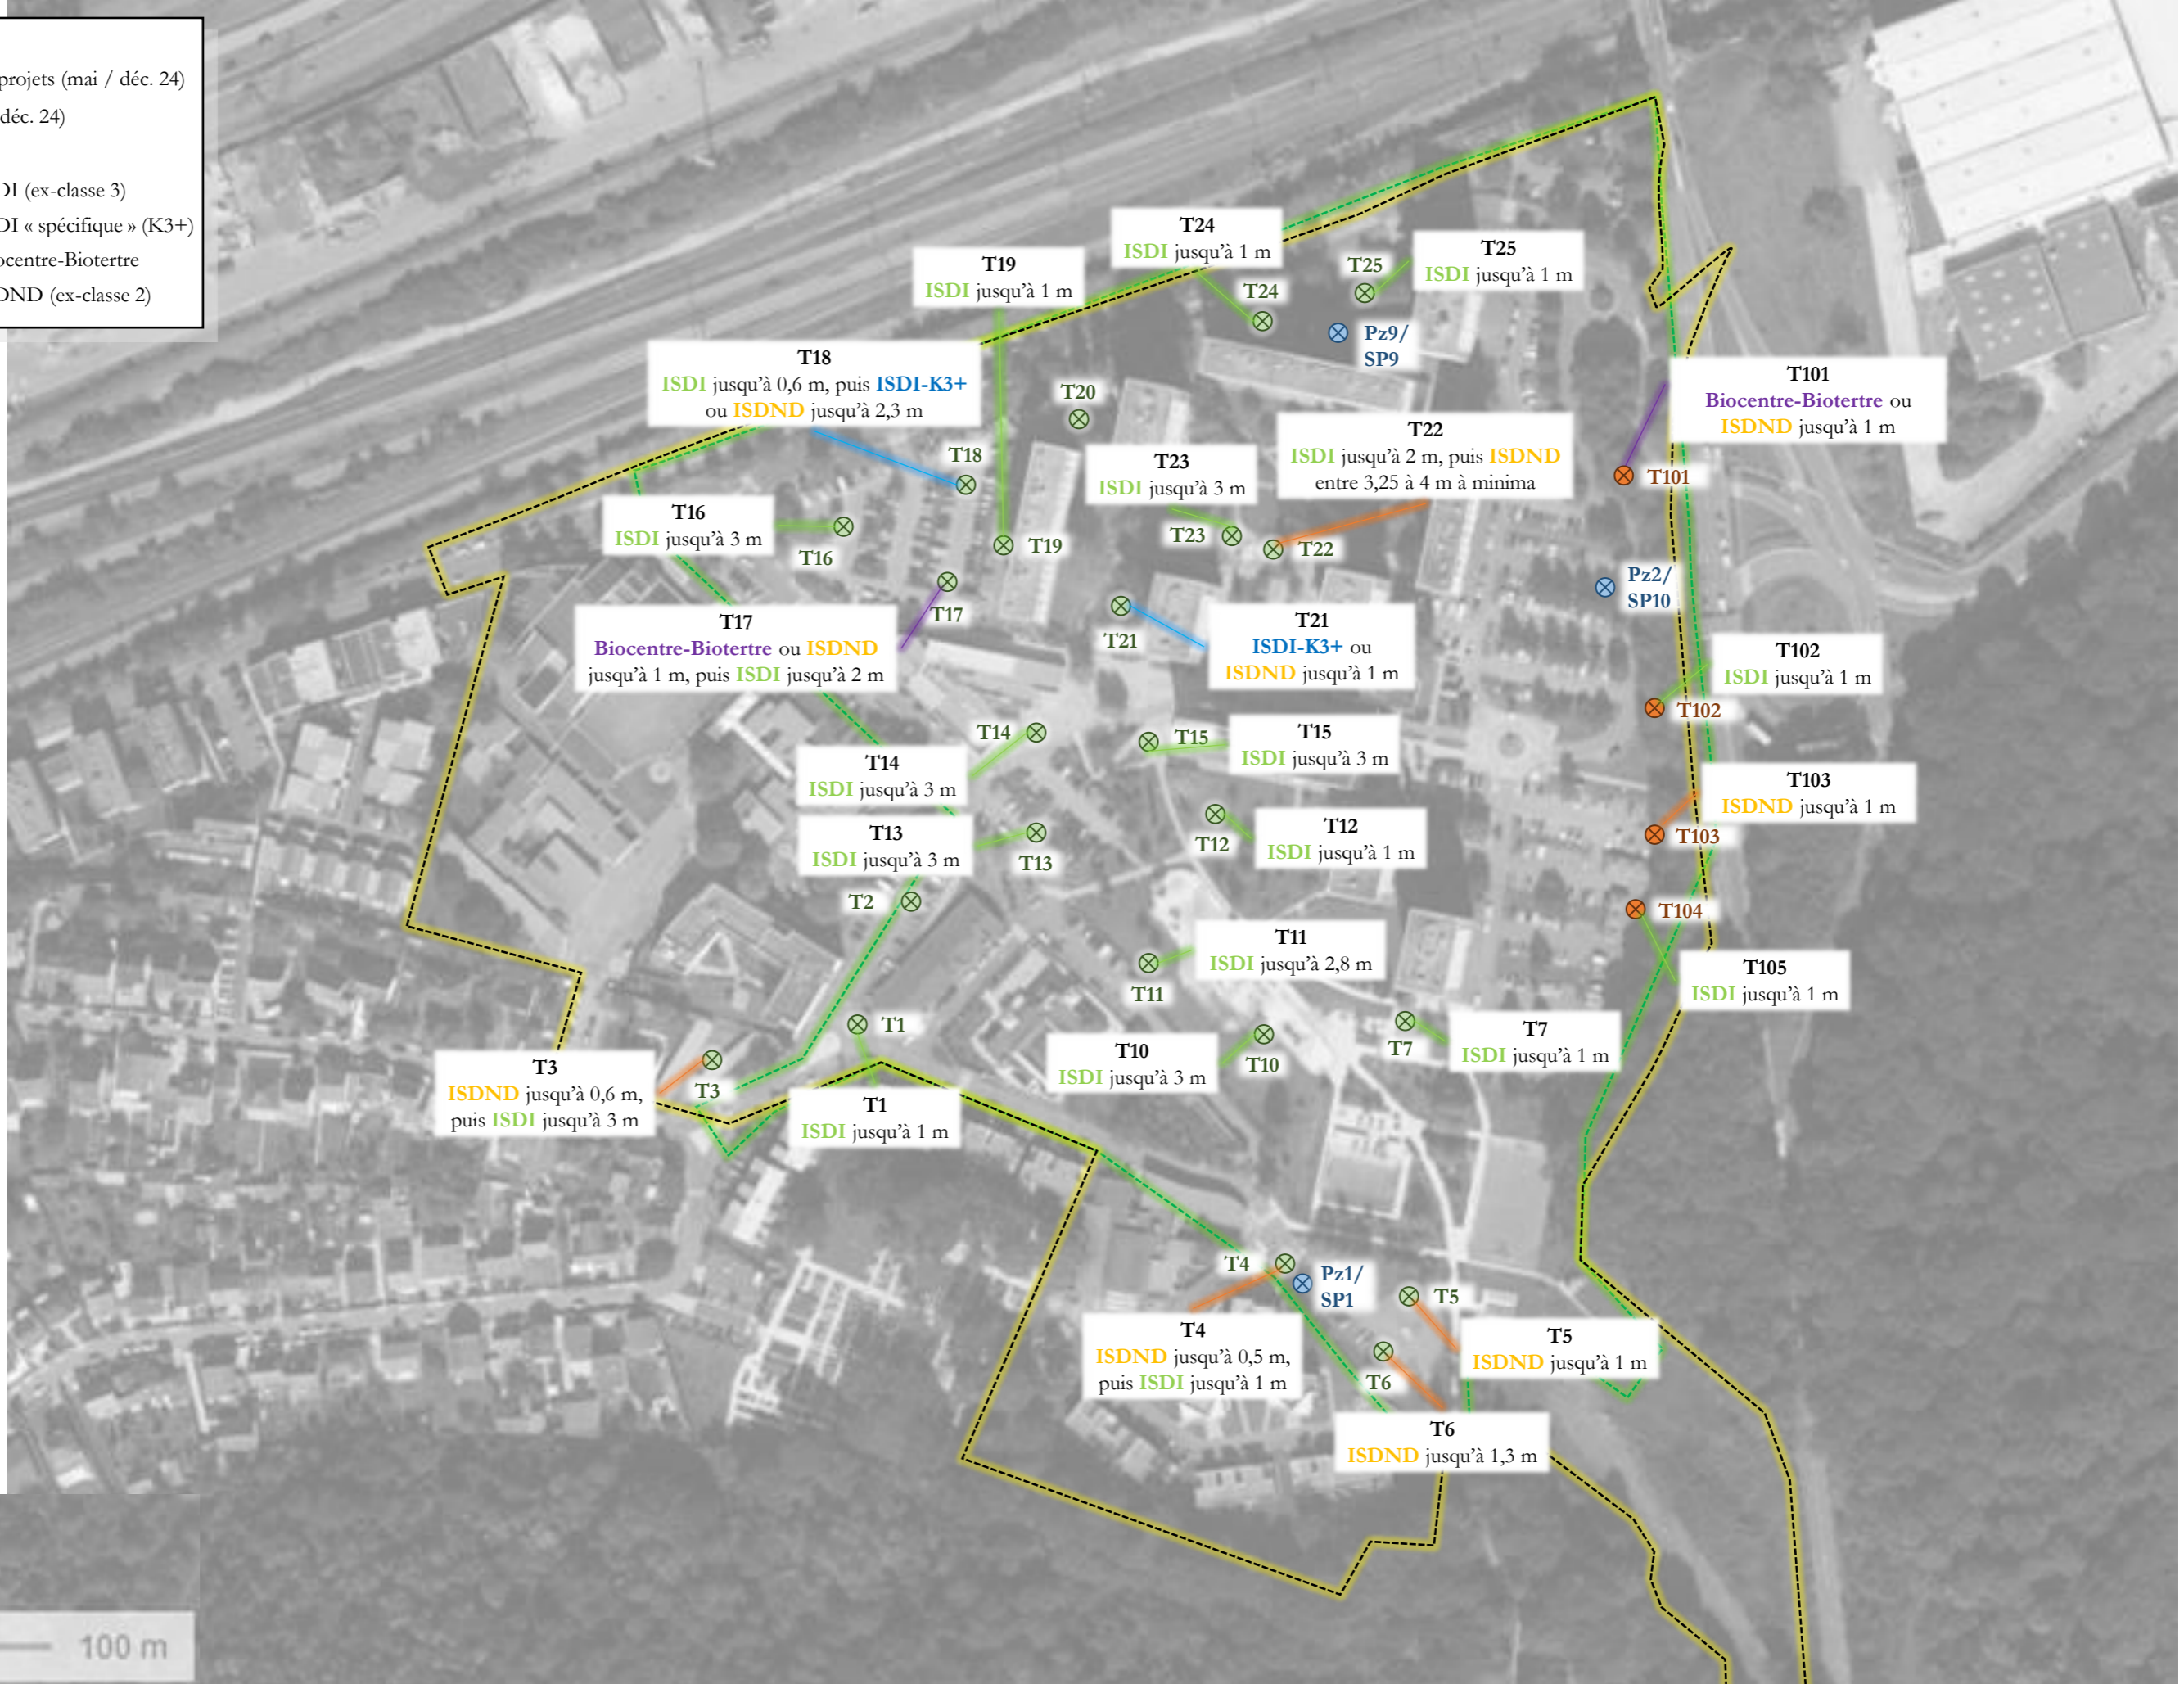 projets (mai / déc. 24)
déc. 24)
DI (ex-classe 3)
DI « spécifique » (K3+)
ocentre-Biotertre
DND (ex-classe 2)
T24
ISDI jusqu'à 1 m
T25
ISDI jusqu'à 1 m
T25
T19
ISDI jusqu'à 1 m
T24
Pz9/
SP9
T18
ISDI jusqu'à 0,6 m, puis ISDI-K3+
ou ISDND jusqu'à 2,3 m
T101
Biocentre-Biotertre ou
ISDND jusqu'à 1 m
T20
T22
ISDI jusqu'à 2 m, puis ISDND
entre 3,25 à 4 m à minima
T18
T23
ISDI jusqu'à 3 m
T101
T16
ISDI jusqu'à 3 m
T16
T19
T23
T22
Pz2/
SP10
T17
T17
Biocentre-Biotertre ou ISDND
jusqu'à 1 m, puis ISDI jusqu'à 2 m
T21
T21
ISDI-K3+ ou
ISDND jusqu'à 1 m
T102
ISDI jusqu'à 1 m
T102
T14
T15
T15
ISDI jusqu'à 3 m
T14
ISDI jusqu'à 3 m
T103
ISDND jusqu'à 1 m
T103
T13
ISDI jusqu'à 3 m
T13
T12
T12
ISDI jusqu'à 1 m
T2
T104
T11
ISDI jusqu'à 2,8 m
T11
T105
ISDI jusqu'à 1 m
T1
T10
ISDI jusqu'à 3 m
T10
T7
T7
ISDI jusqu'à 1 m
T3
ISDND jusqu'à 0,6 m,
puis ISDI jusqu'à 3 m
T3
T1
ISDI jusqu'à 1 m
T4
Pz1/
SP1
T5
T4
ISDND jusqu'à 0,5 m,
puis ISDI jusqu'à 1 m
T5
ISDND jusqu'à 1 m
T6
T6
ISDND jusqu'à 1,3 m
100 m